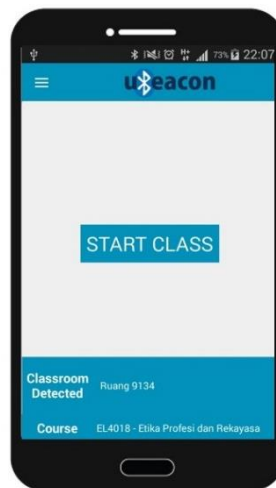 73% 22:07
uBeacon
START CLASS
Classroom
Detected
Ruang 9134
Course
EL4018 - Etika Profesi dan Rekayasa